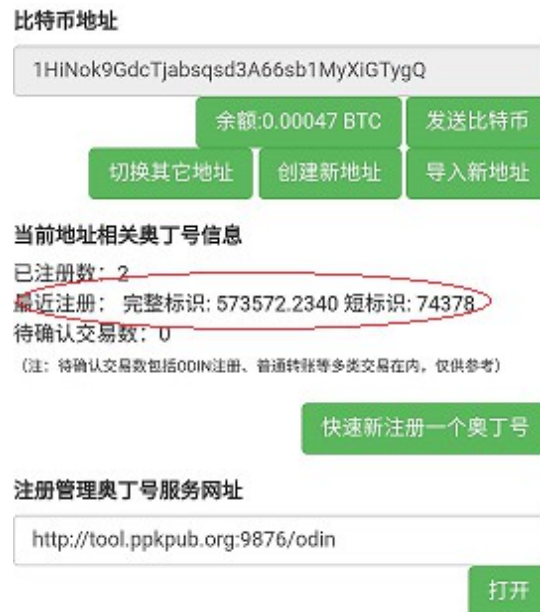 比特币地址
1HiNok9GdcTjabsqsd3A66sb1MyXiGTygQ
余额:0.00047 BTC 发送比特币
切换其它地址 创建新地址 导入新地址
当前地址相关奥丁号信息
已注册数：2
最近注册： 完整标识: 573572.2340 短标识: 74378
待确认交易数：0
（注：待确认交易数包括ODIN注册、普通转账等多类交易在内，仅供参考）
快速新注册一个奥丁号
注册管理奥丁号服务网址
http://tool.ppkpub.org:9876/odin
打开